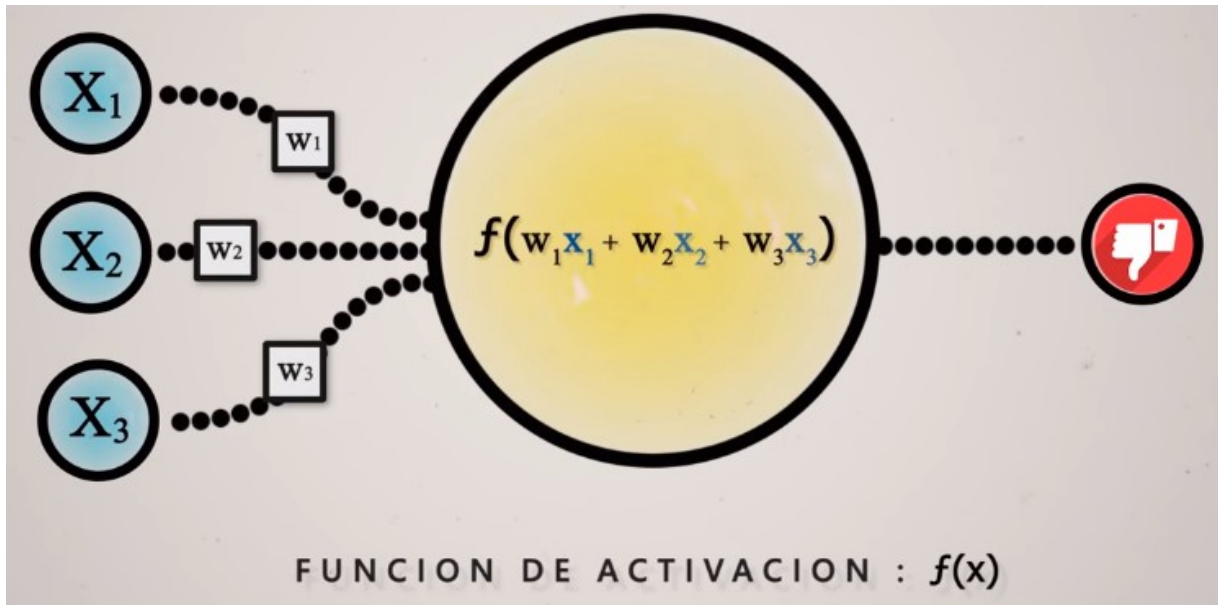 X₁
w₁
X₂
w₂
f(w₁x₁ + w₂x₂ + w₃x₃)
w₃
X₃
FUNCION DE ACTIVACION : f(x)